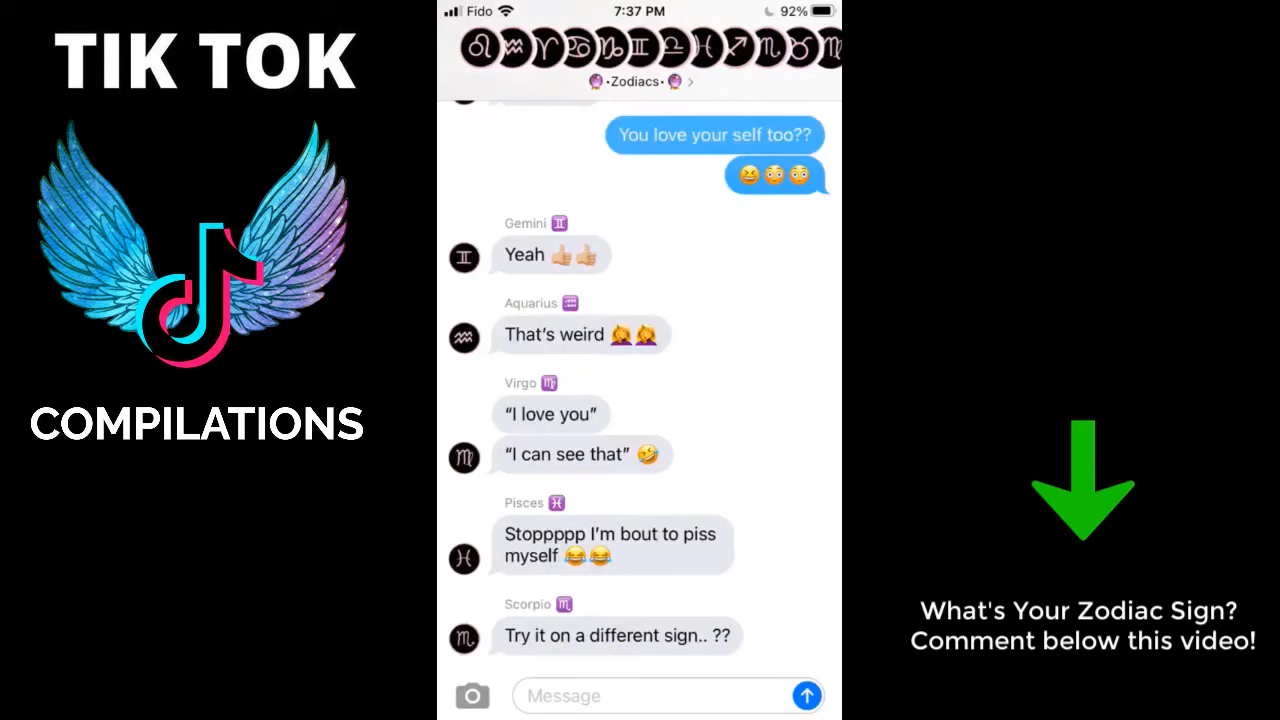 TIK TOK
COMPILATIONS
Fido
7:37 PM
92%
🔮•Zodiacs•🔮 >
You love your self too??
😆😳😳
Gemini ♊
Yeah 👍🏻👍🏻
Aquarius ♒
That’s weird 🤦‍♀️🤦‍♀️
Virgo ♍
“I love you”
“I can see that” 🤣
Pisces ♓
Stoppppp I’m bout to piss
myself 😂😂
Scorpio ♏
Try it on a different sign.. ??
Message
What's Your Zodiac Sign?
Comment below this video!